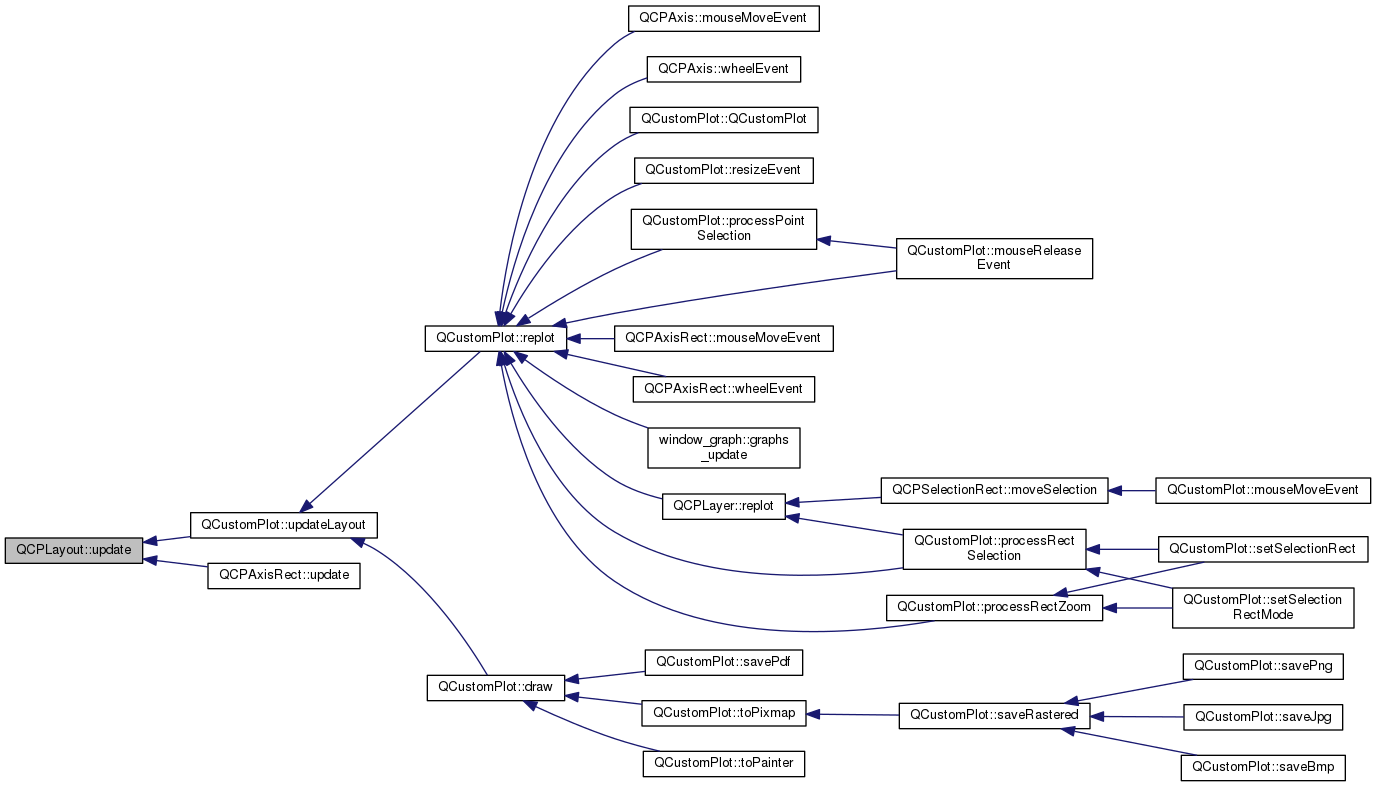 QCPAxis::mouseMoveEvent
QCPAxis::wheelEvent
QCustomPlot::QCustomPlot
QCustomPlot::resizeEvent
QCustomPlot::processPoint
Selection
QCustomPlot::mouseRelease
Event
QCustomPlot::replot
QCPAxisRect::mouseMoveEvent
QCPAxisRect::wheelEvent
window_graph::graphs
_update
QCPLayer::replot
QCPSelectionRect::moveSelection
QCustomPlot::mouseMoveEvent
QCustomPlot::updateLayout
QCustomPlot::processRect
Selection
QCustomPlot::setSelectionRect
QCPLayout::update
QCPAxisRect::update
QCustomPlot::processRectZoom
QCustomPlot::setSelection
RectMode
QCustomPlot::savePdf
QCustomPlot::savePng
QCustomPlot::draw
QCustomPlot::toPixmap
QCustomPlot::saveRastered
QCustomPlot::saveJpg
QCustomPlot::toPainter
QCustomPlot::saveBmp